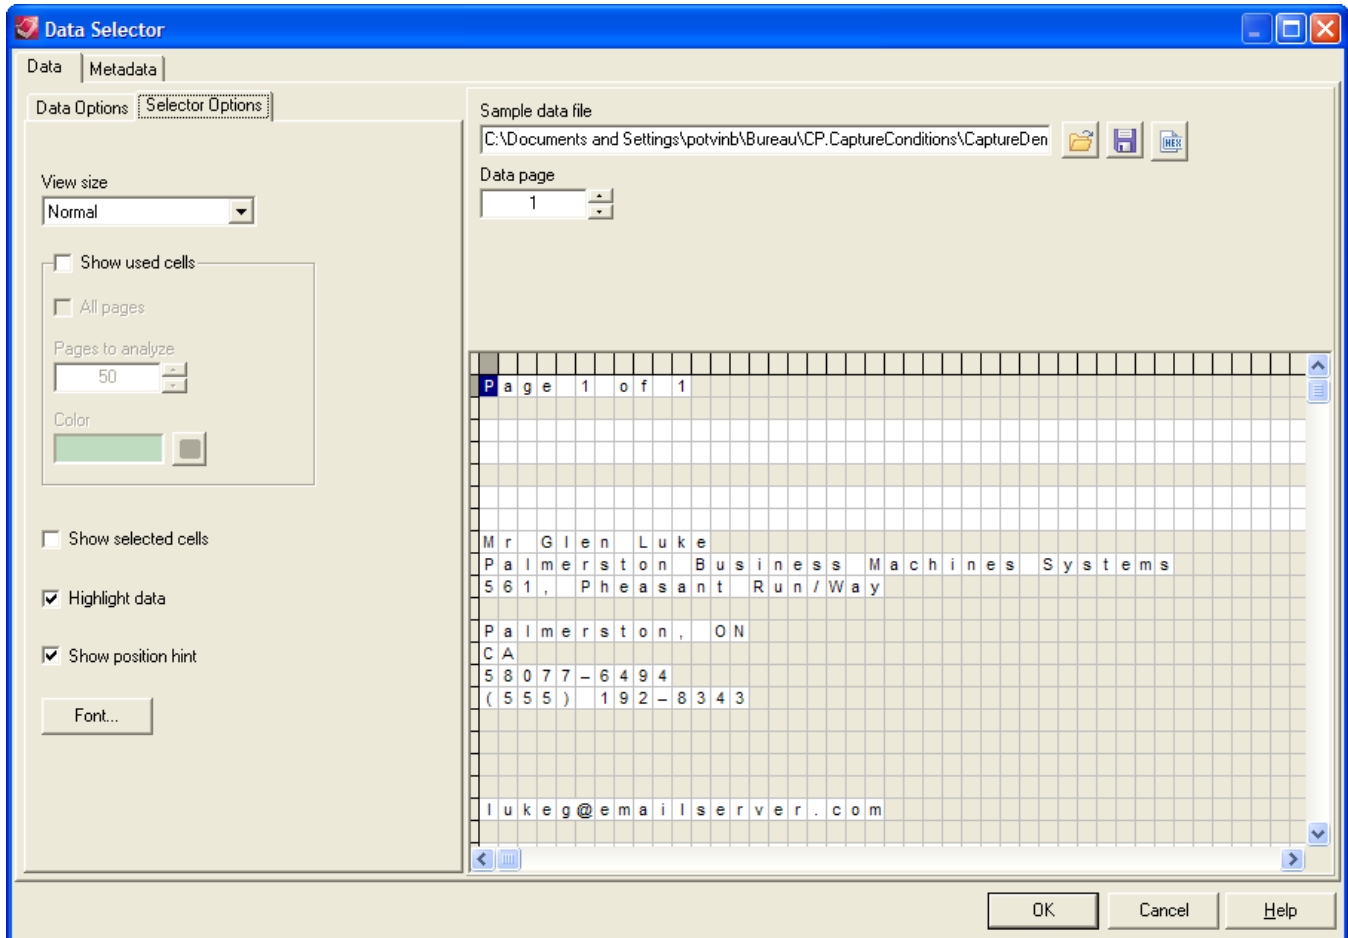 Data Selector
Data
Metadata
Data Options
Selector Options
View size
Normal
Show used cells
All pages
Pages to analyze
50
Color
Show selected cells
Highlight data
Show position hint
Font...
Sample data file
C:\Documents and Settings\potvinb\Bureau\CP.CaptureConditions\CaptureDen
HEX
Data page
1
Page 1 of 1
Mr Glen Luke
Palmerston Business Machines Systems
561, Pheasant Run/Way
Palmerston, ON
CA
58077-6494
(555) 192-8343
lukeg@emailserver.com
OK
Cancel
Help